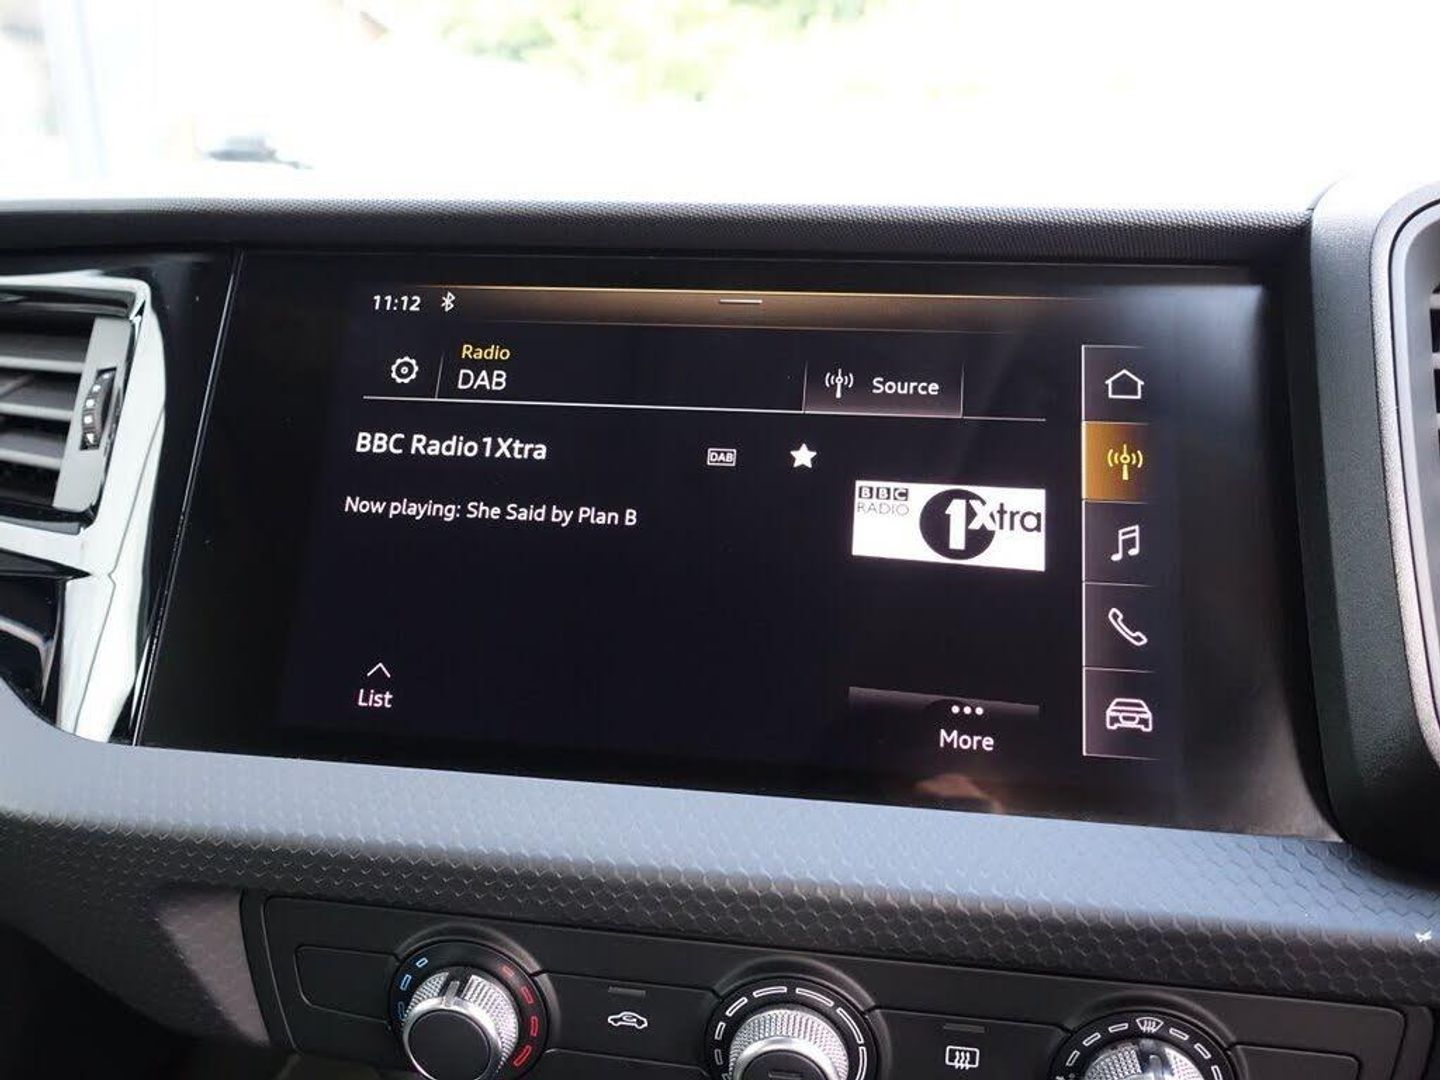 11:12
Radio
DAB
Source
BBC Radio 1Xtra
DAB
BBC
RADIO
1Xtra
Now playing: She Said by Plan B
List
More